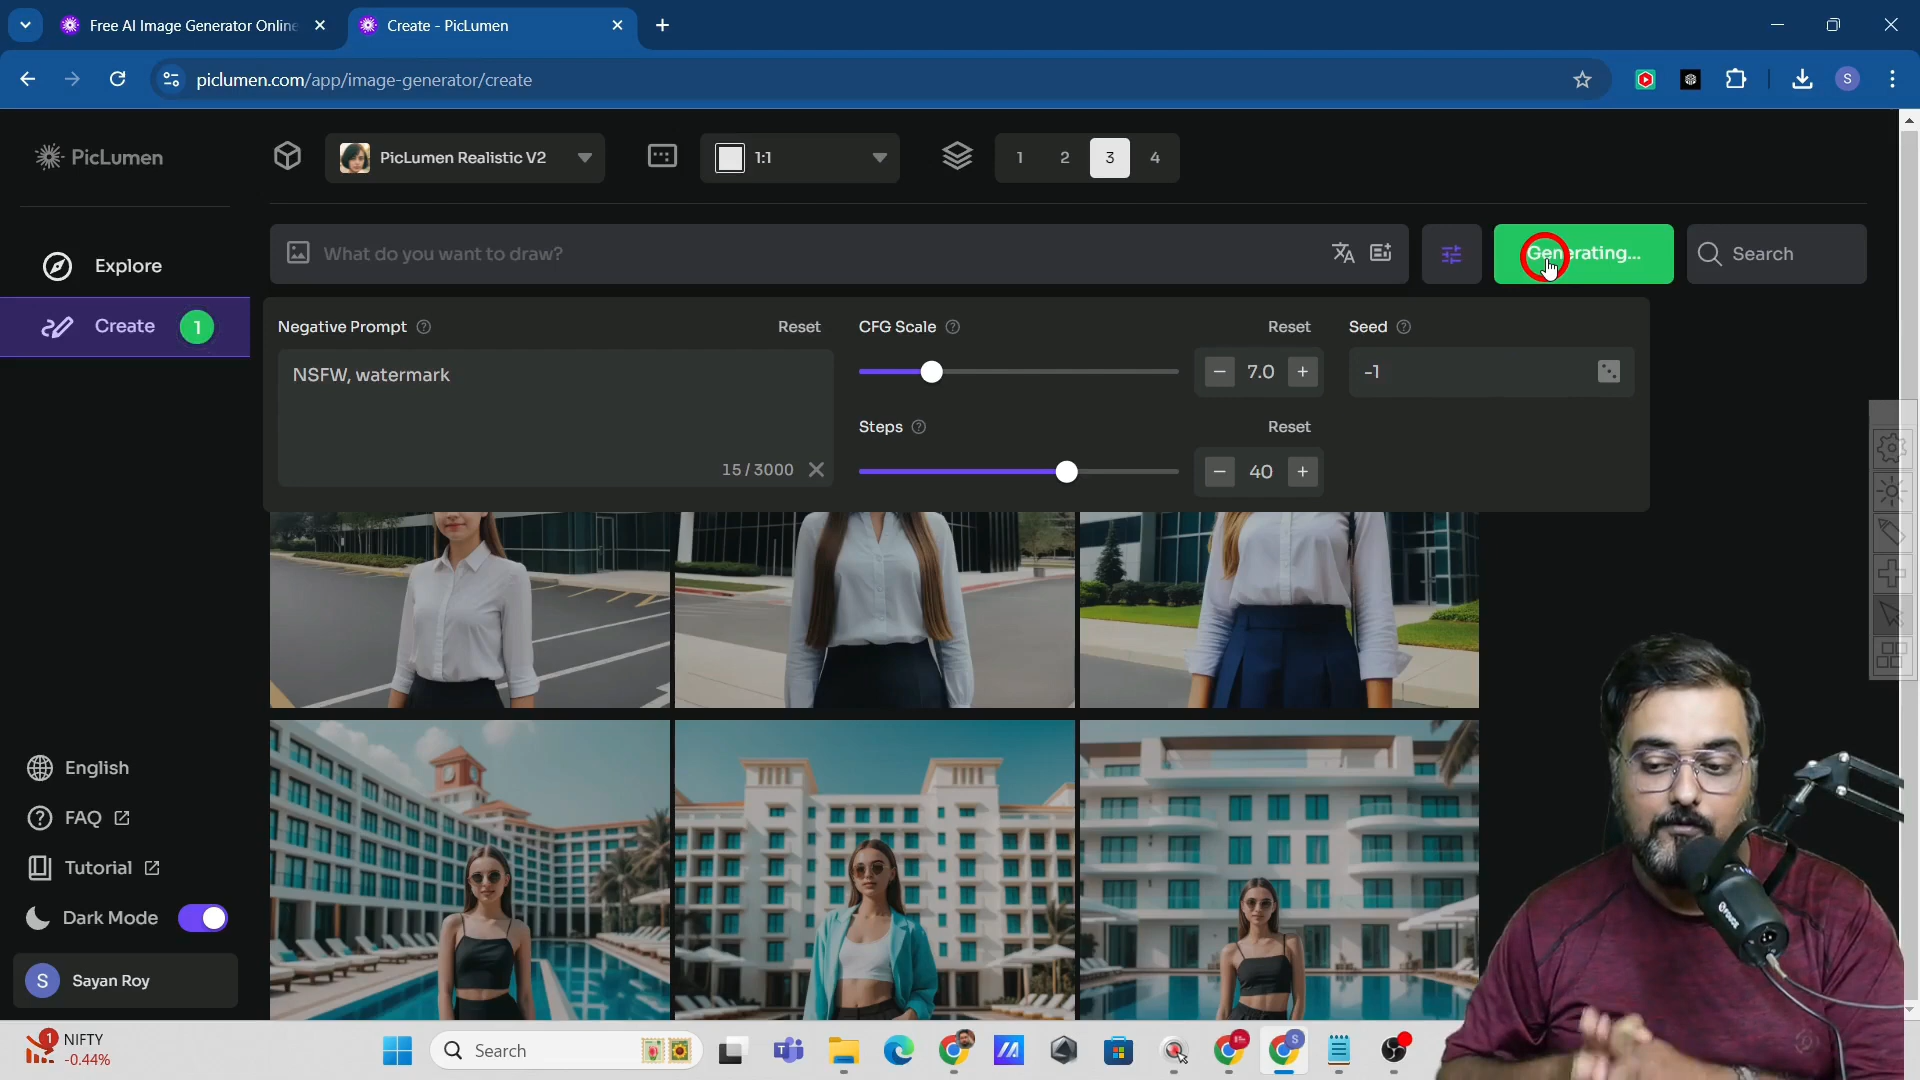 Free AI Image Generator Online
Create - PicLumen
piclumen.com/app/image-generator/create
S
PicLumen
PicLumen Realistic V2
1:1
1 2 3 4
What do you want to draw?
Generating...
Search
Explore
Create 1
Negative Prompt
Reset
NSFW, watermark
15 / 3000
CFG Scale
Reset
7.0
Seed
-1
Steps
Reset
40
English
FAQ
Tutorial
Dark Mode
S Sayan Roy
1 NIFTY
-0.44%
Search